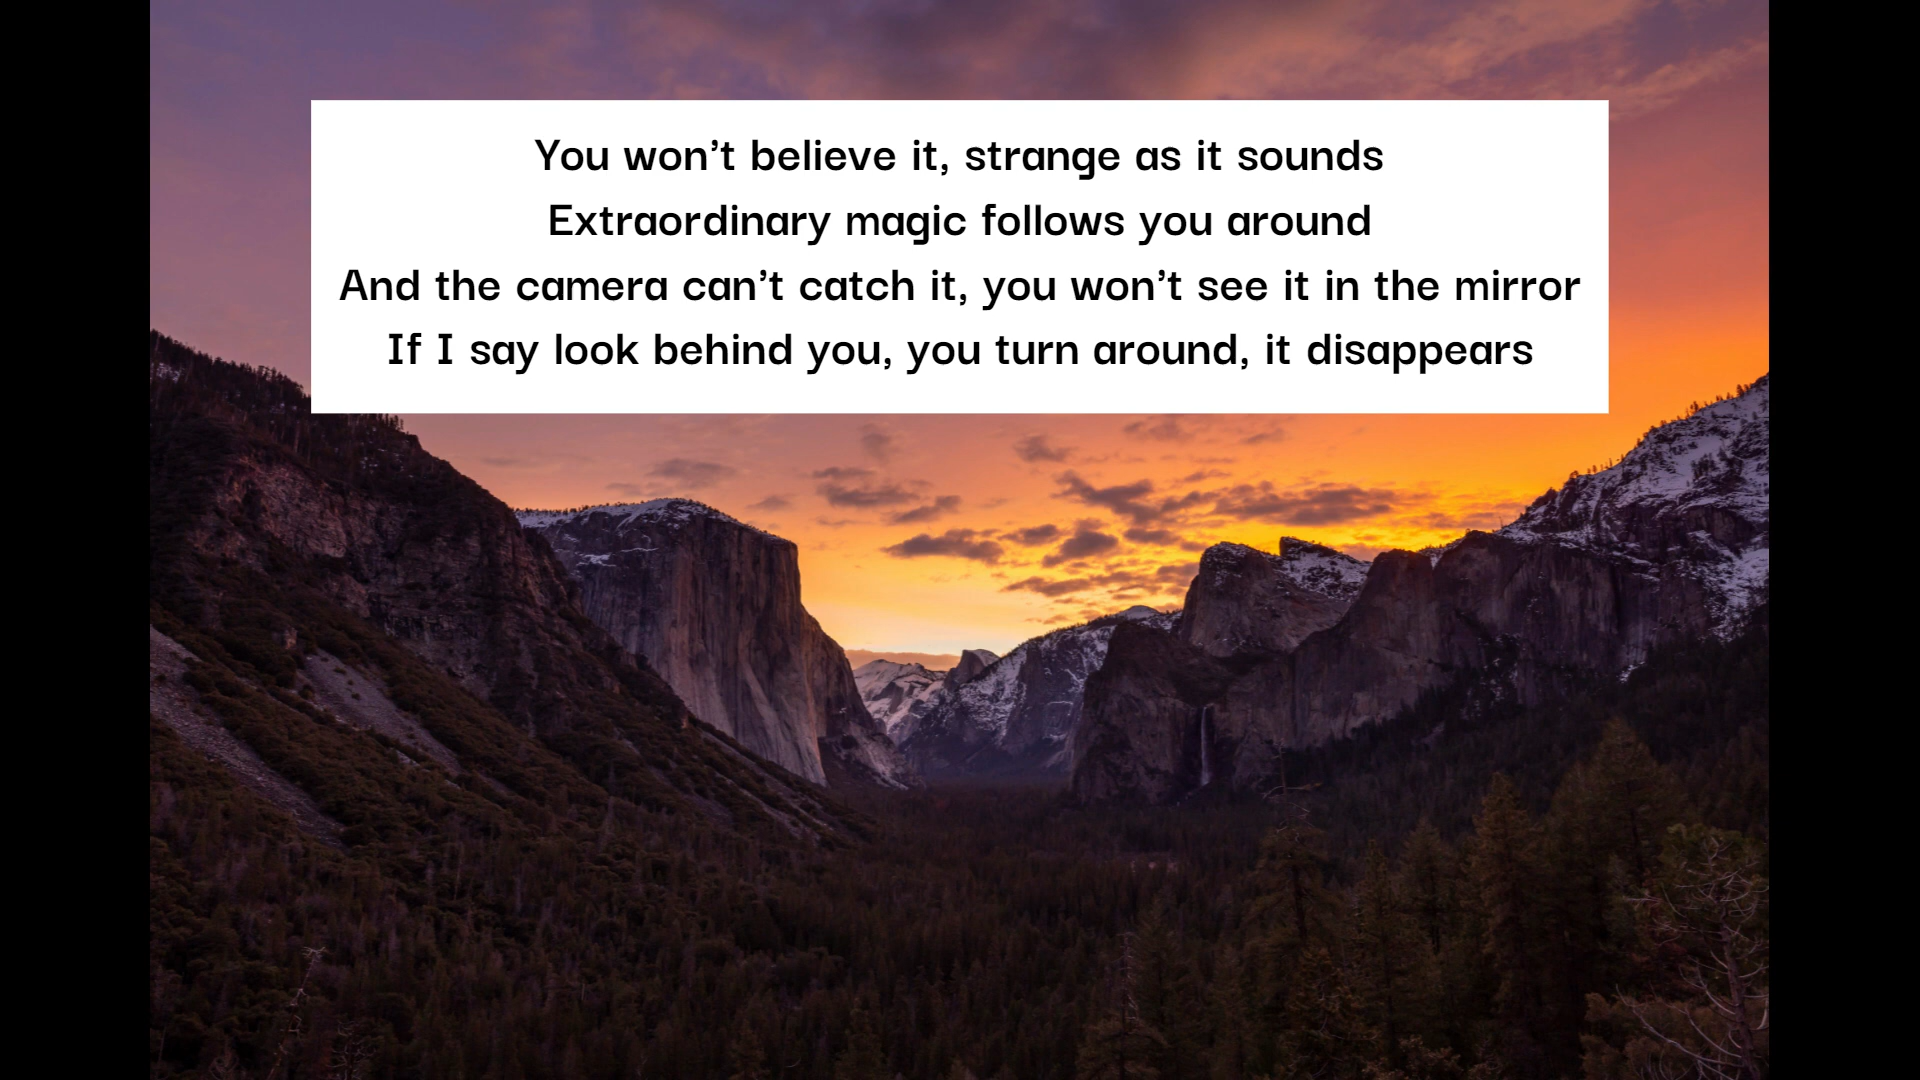 You won’t believe it, strange as it sounds
Extraordinary magic follows you around
And the camera can’t catch it, you won’t see it in the mirror
If I say look behind you, you turn around, it disappears